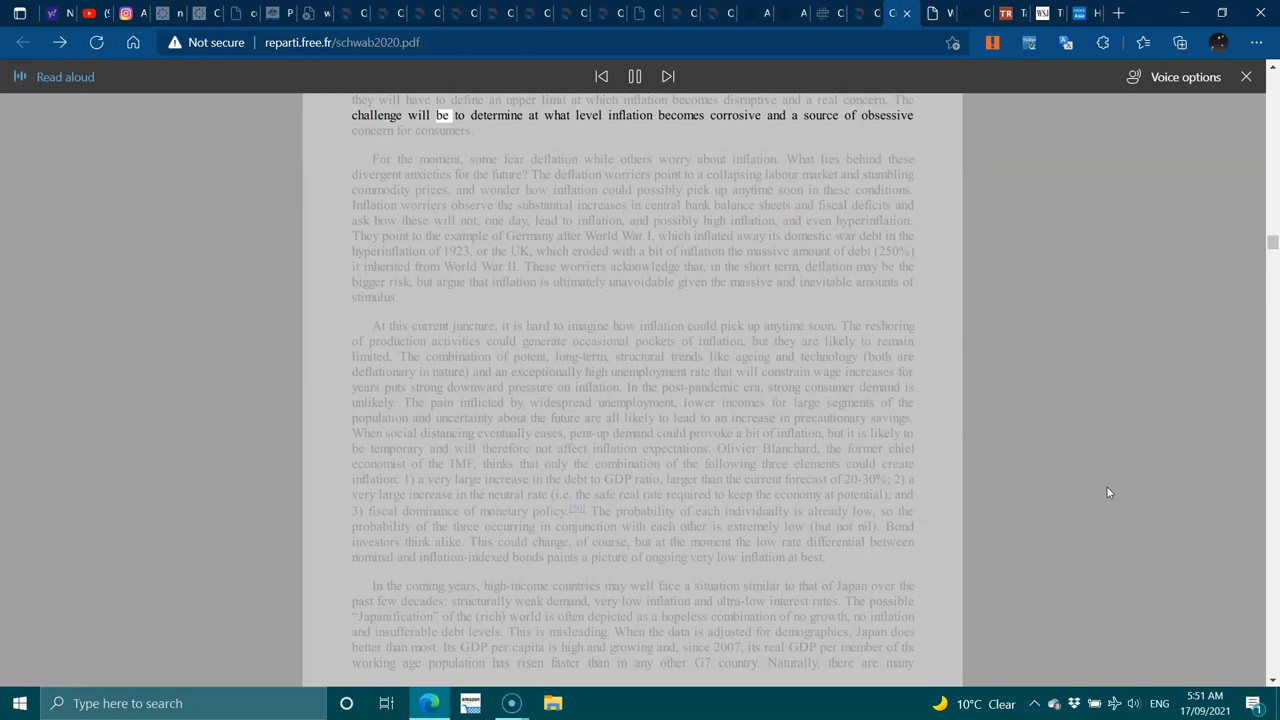 Not secure
reparti.free.fr/schwab2020.pdf
Read aloud
Voice options
they will have to define an upper limit at which inflation becomes disruptive and a real concern. The
challenge will be to determine at what level inflation becomes corrosive and a source of obsessive
concern for consumers.
For the moment, some fear deflation while others worry about inflation. What lies behind these
divergent anxieties for the future? The deflation worriers point to a collapsing labour market and stumbling
commodity prices, and wonder how inflation could possibly pick up anytime soon in these conditions.
Inflation worriers observe the substantial increases in central bank balance sheets and fiscal deficits and
ask how these will not, one day, lead to inflation, and possibly high inflation, and even hyperinflation.
They point to the example of Germany after World War I, which inflated away its domestic war debt in the
hyperinflation of 1923, or the UK, which eroded with a bit of inflation the massive amount of debt (250%)
it inherited from World War II. These worriers acknowledge that, in the short term, deflation may be the
bigger risk, but argue that inflation is ultimately unavoidable given the massive and inevitable amounts of
stimulus.
At this current juncture, it is hard to imagine how inflation could pick up anytime soon. The reshoring
of production activities could generate occasional pockets of inflation, but they are likely to remain
limited. The combination of potent, long-term, structural trends like ageing and technology (both are
deflationary in nature) and an exceptionally high unemployment rate that will constrain wage increases for
years puts strong downward pressure on inflation. In the post-pandemic era, strong consumer demand is
unlikely. The pain inflicted by widespread unemployment, lower incomes for large segments of the
population and uncertainty about the future are all likely to lead to an increase in precautionary savings.
When social distancing eventually eases, pent-up demand could provoke a bit of inflation, but it is likely to
be temporary and will therefore not affect inflation expectations. Olivier Blanchard, the former chief
economist of the IMF, thinks that only the combination of the following three elements could create
inflation: 1) a very large increase in the debt to GDP ratio, larger than the current forecast of 20-30%; 2) a
very large increase in the neutral rate (i.e. the safe real rate required to keep the economy at potential); and
3) fiscal dominance of monetary policy.[50] The probability of each individually is already low, so the
probability of the three occurring in conjunction with each other is extremely low (but not nil). Bond
investors think alike. This could change, of course, but at the moment the low rate differential between
nominal and inflation-indexed bonds paints a picture of ongoing very low inflation at best.
In the coming years, high-income countries may well face a situation similar to that of Japan over the
past few decades: structurally weak demand, very low inflation and ultra-low interest rates. The possible
“Japanification” of the (rich) world is often depicted as a hopeless combination of no growth, no inflation
and insufferable debt levels. This is misleading. When the data is adjusted for demographics, Japan does
better than most. Its GDP per capita is high and growing and, since 2007, its real GDP per member of the
working age population has risen faster than in any other G7 country. Naturally, there are many
Type here to search
amazon
10°C Clear
ENG
5:51 AM
17/09/2021